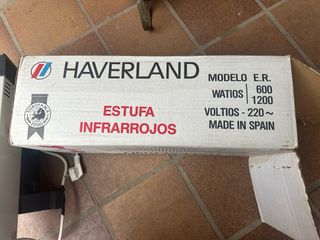 HAVERLAND
MODELO E.R.
WATIOS 600
1200
VOLTIOS - 220~
MADE IN SPAIN
ESTUFA
INFRARROJOS